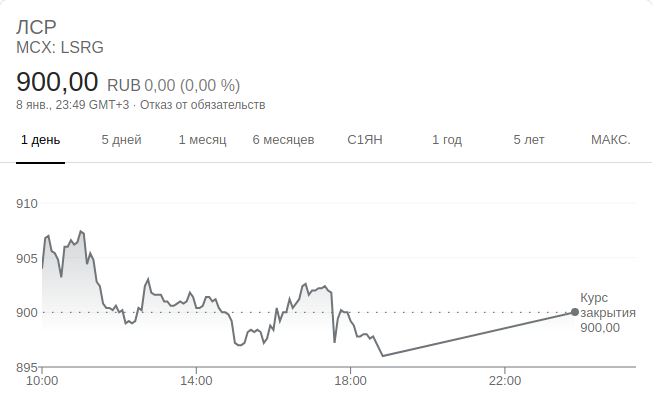 ЛСР
MCX: LSRG
900,00 RUB 0,00 (0,00 %)
8 янв., 23:49 GMT+3 · Отказ от обязательств
1 день 5 дней 1 месяц 6 месяцев С1ЯН 1 год 5 лет МАКС.
910
905
900
895
Курс
закрытия
900,00
10:00 14:00 18:00 22:00